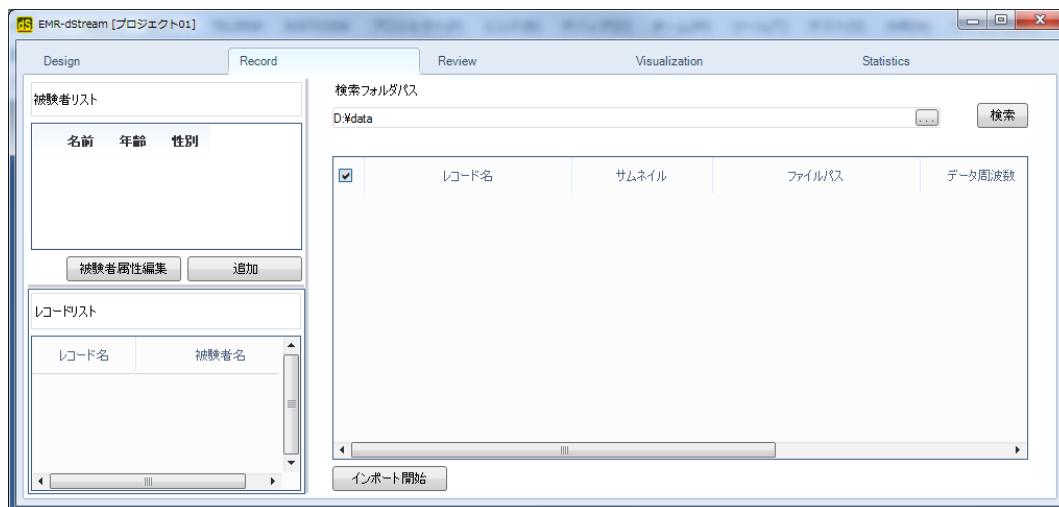 dS EMR-dStream [プロジェクト01]
Design Record Review Visualization Statistics
被験者リスト
名前 年齢 性別
被験者属性編集 追加
レコードリスト
レコード名 被験者名
検索フォルダパス
D:¥data ... 検索
レコード名 サムネイル ファイルパス データ周波数
インポート開始